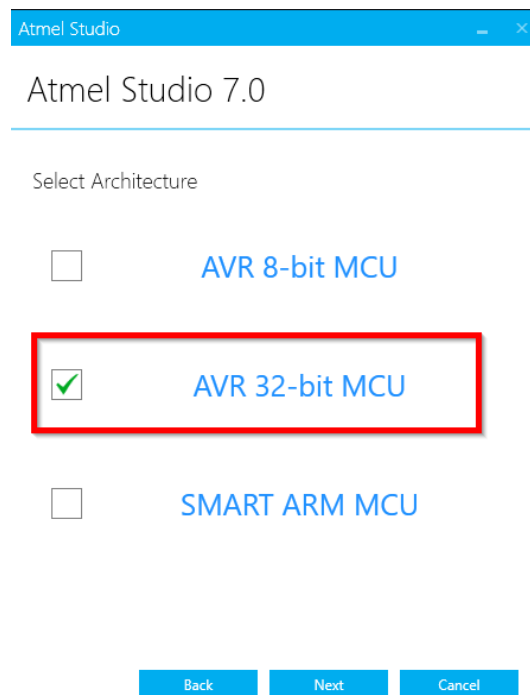 Atmel Studio
Atmel Studio 7.0
Select Architecture
AVR 8-bit MCU
AVR 32-bit MCU
SMART ARM MCU
Back Next Cancel